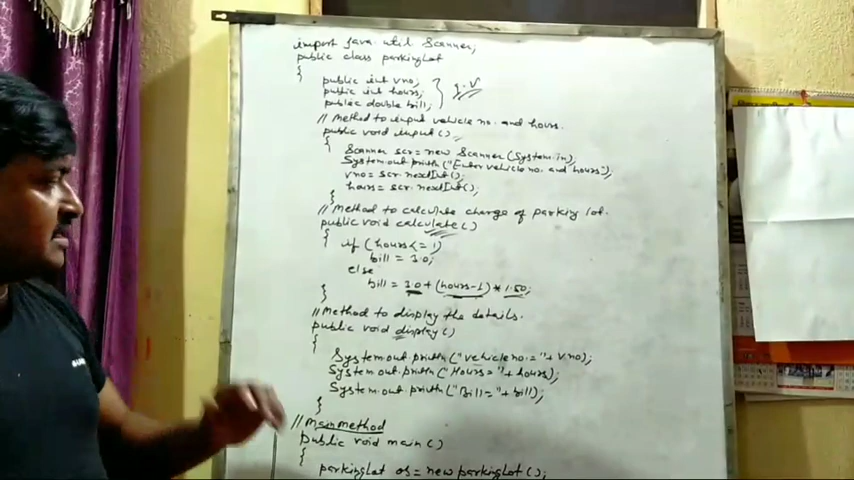 import java.util.Scanner;
public class parkingLot
{
public int vno;
public int hours;
public double bill;
} I.V
// Method to input vehicle no. and hours.
public void input ()
{
Scanner scr = new Scanner (System.in);
System.out.println ("Enter vehicle no. and hours");
vno = scr.nextInt();
hours = scr.nextInt();
}
// Method to calculate charge of parking lot.
public void calculate ()
{
if (hours <= 1)
bill = 3.0;
else
bill = 3.0 + (hours-1) * 1.50;
}
// Method to display the details.
public void display ()
{
System.out.println ("vehicle no. = " + vno);
System.out.println ("Hours = " + hours);
System.out.println ("Bill = " + bill);
}
// Main method
public void main ()
{
parkingLot os = new parkingLot ();